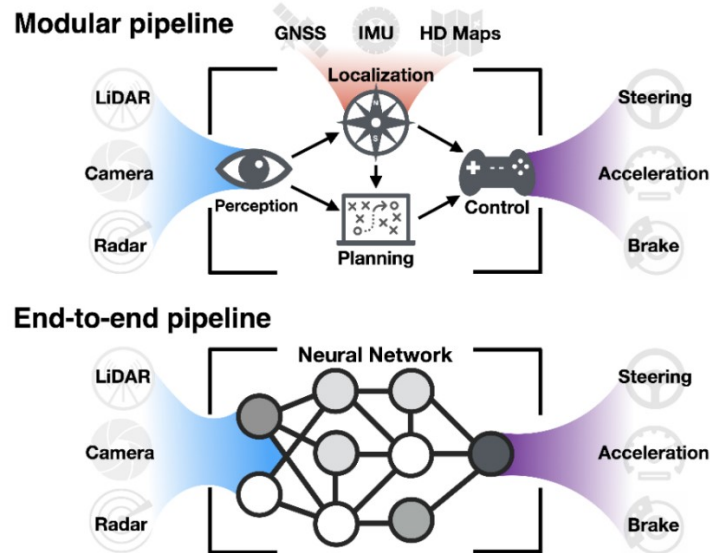 Modular pipeline
GNSS IMU HD Maps
Localization
LiDAR
Steering
Camera
Perception
Control
Acceleration
Radar
Planning
Brake
End-to-end pipeline
Neural Network
LiDAR
Steering
Camera
Acceleration
Radar
Brake